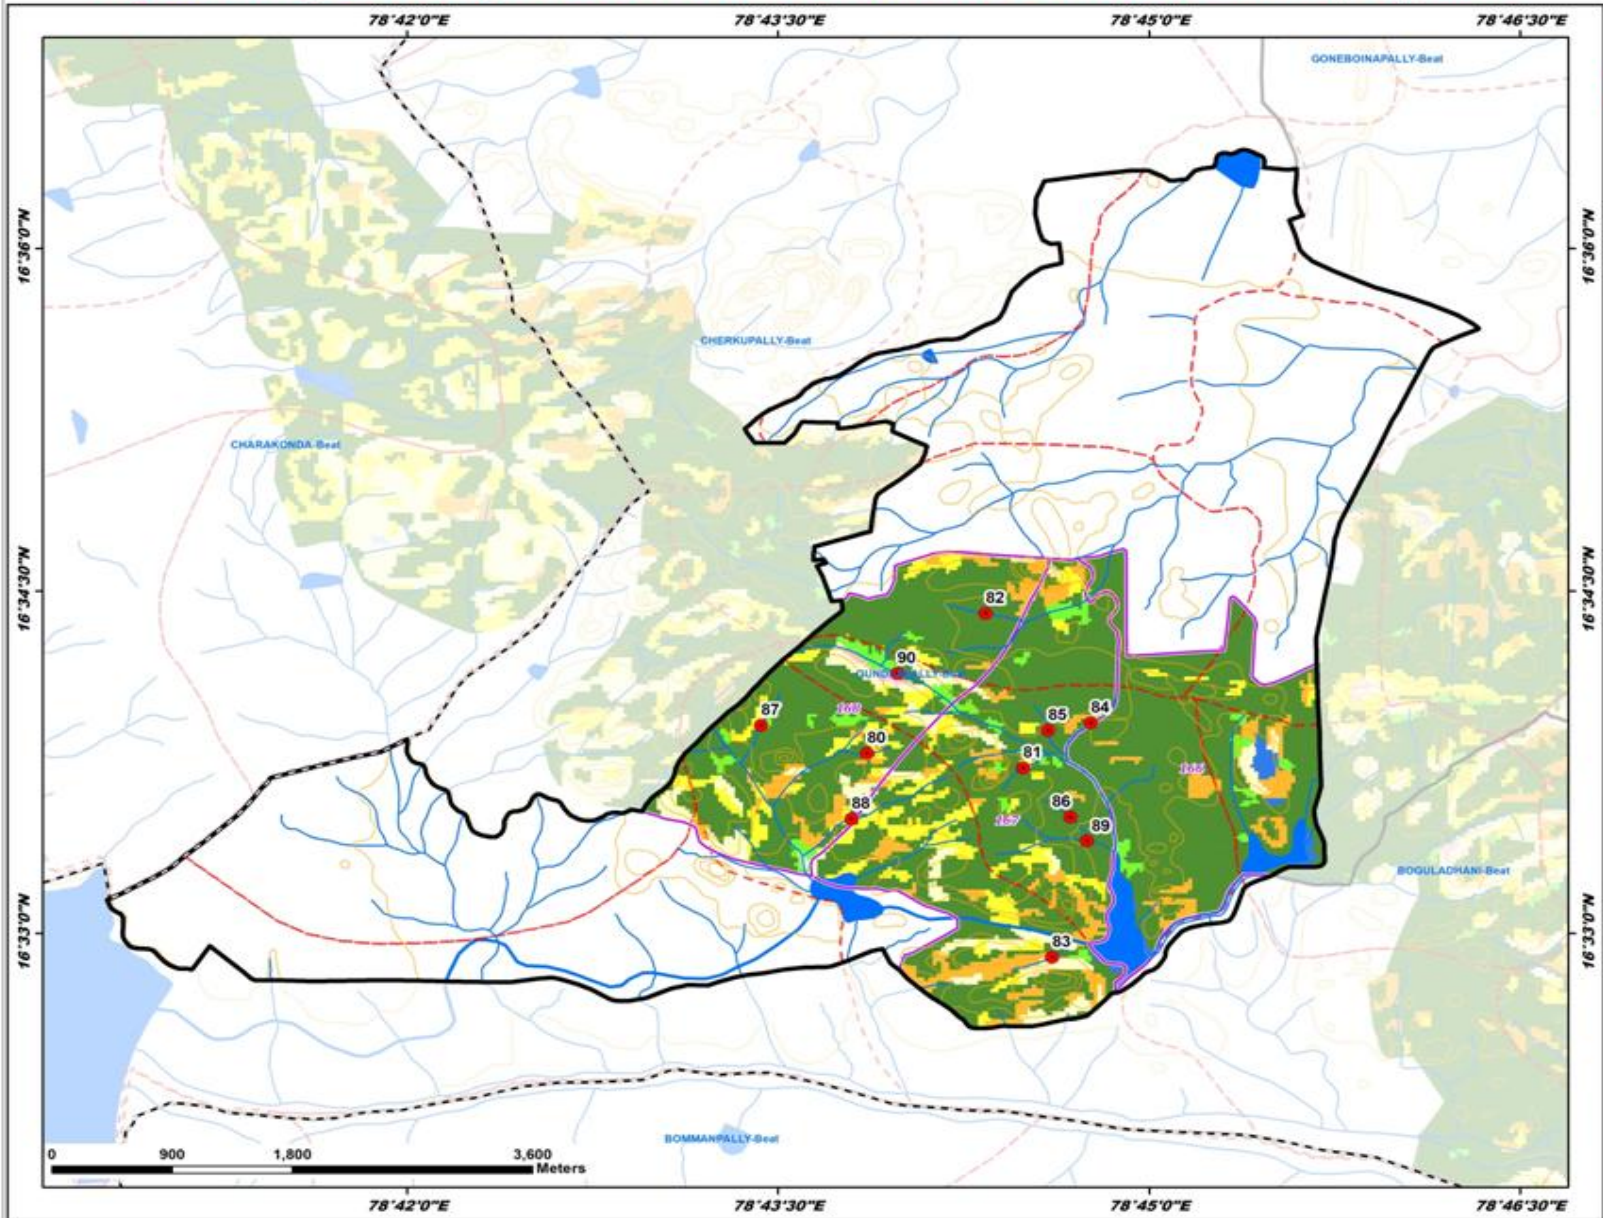 78°42'0"E 78°43'30"E 78°45'0"E 78°46'30"E
GONEBOINAPALLY-Beat
16°36'0"N 16°36'0"N
CHERKUPALLY-Beat
CHARAKONDA-Beat
16°34'30"N 16°34'30"N
82
90
87
168
85
84
80
81
166
88
86
167
89
BOGULADHANI-Beat
16°33'0"N 16°33'0"N
83
BOMMANPALLY-Beat
0 900 1,800 3,600
Meters
78°42'0"E 78°43'30"E 78°45'0"E 78°46'30"E